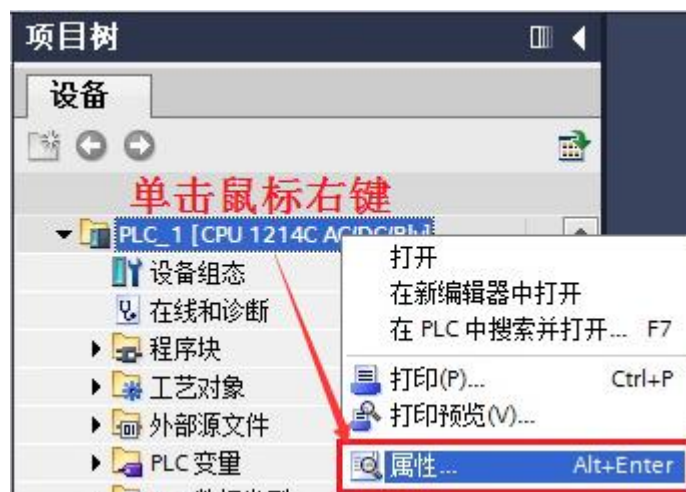 项目树
设备
单击鼠标右键
PLC_1 [CPU 1214C AC/DC/Rly]
设备组态
在线和诊断
程序块
工艺对象
外部源文件
PLC 变量
打开
在新编辑器中打开
在 PLC 中搜索并打开... F7
打印(P)... Ctrl+P
打印预览(V)...
属性... Alt+Enter